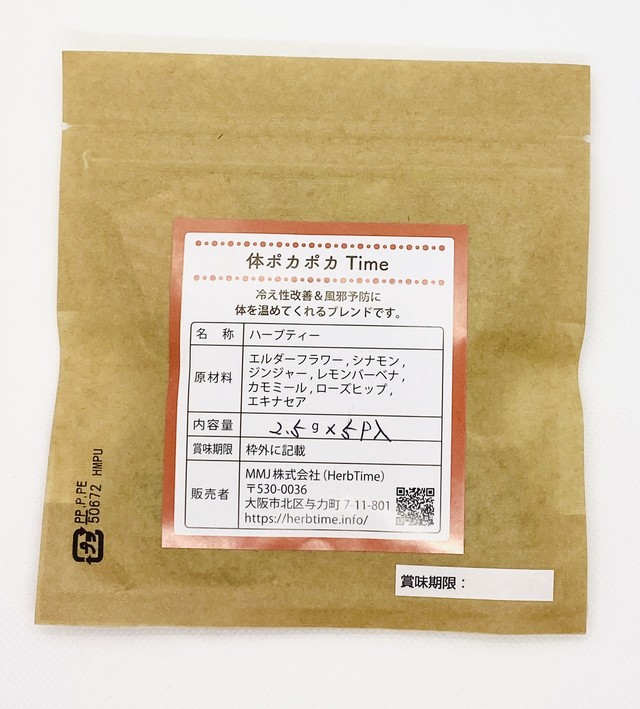 体ポカポカ Time
冷え性改善＆風邪予防に
体を温めてくれるブレンドです。
名　称 ハーブティー
原材料 エルダーフラワー , シナモン ,
ジンジャー , レモンバーベナ ,
カモミール , ローズヒップ ,
エキナセア
内容量 2.5g×5P入
賞味期限 枠外に記載
販売者 MMJ 株式会社（HerbTime）
〒530-0036
大阪市北区与力町 7-11-801
https://herbtime.info/
賞味期限：
プラ
PP,P,PE
50672 HMPU